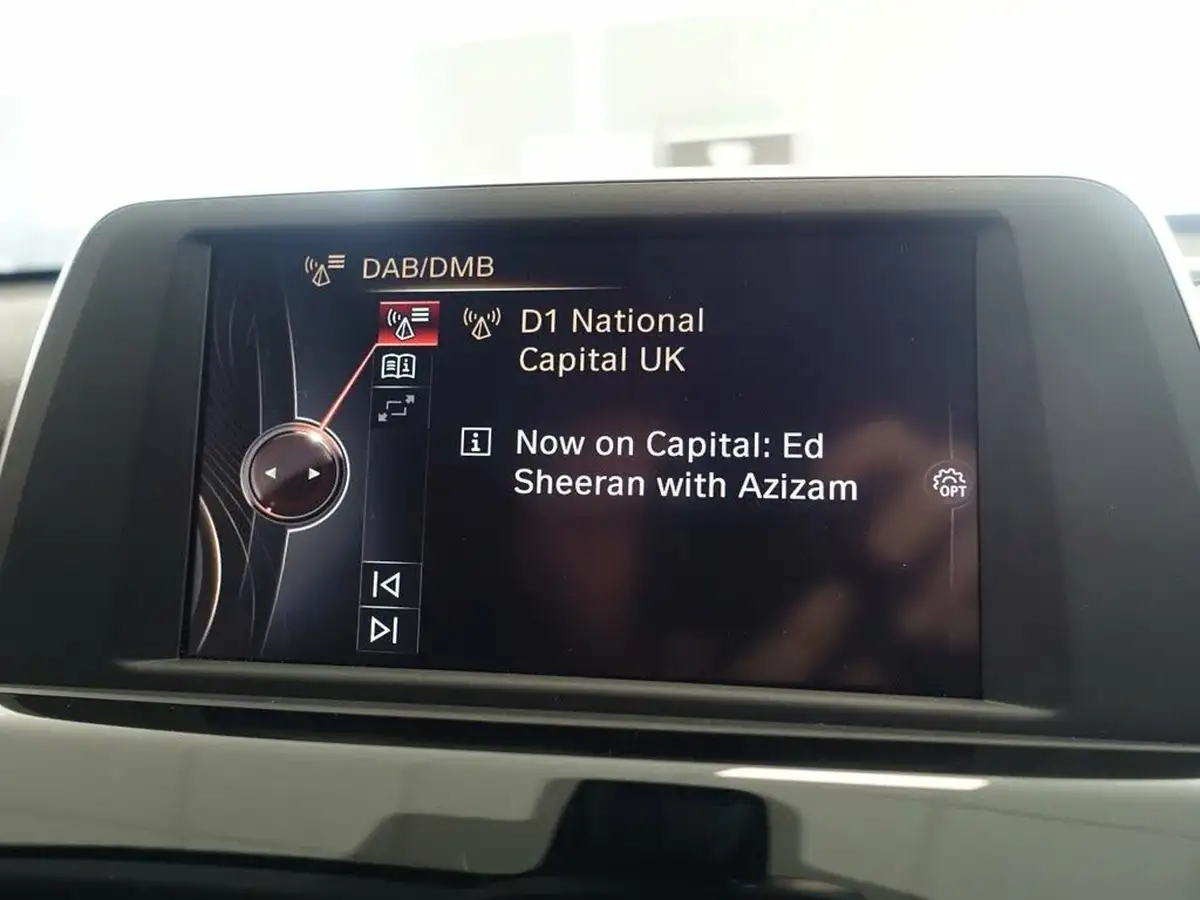 DAB/DMB
D1 National
Capital UK
Now on Capital: Ed
Sheeran with Azizam
OPT